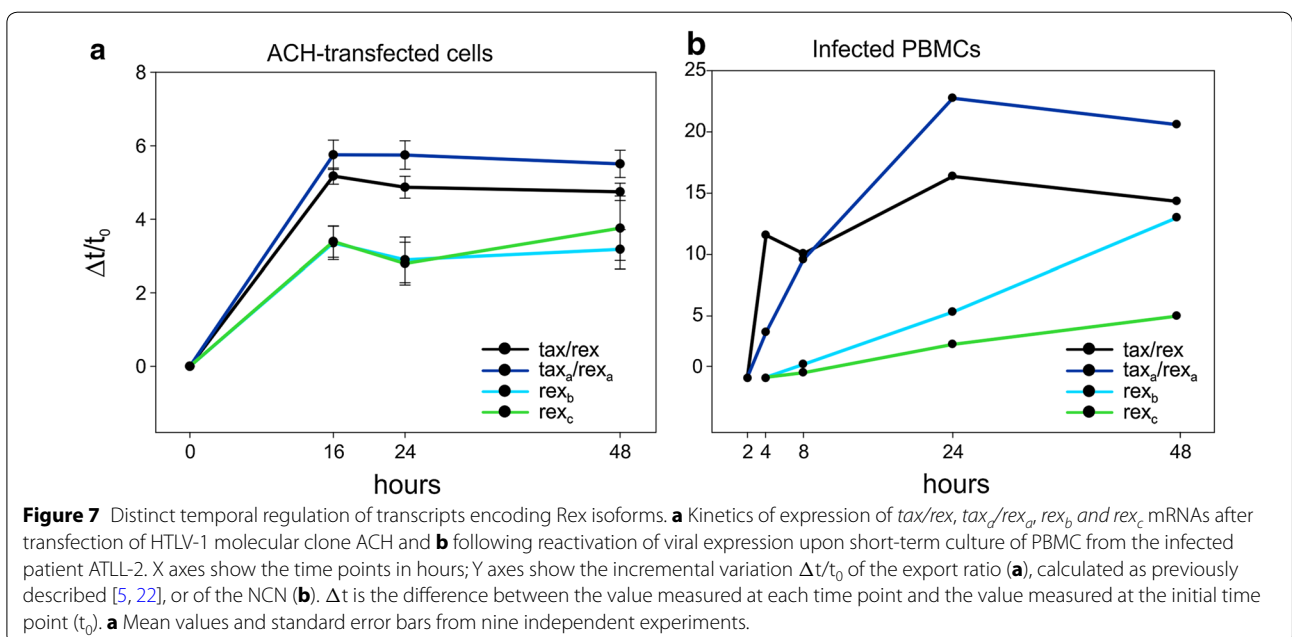 a
ACH-transfected cells
8
6
4
2
0
Δt/t₀
0 16 24 48
hours
tax/rex
taxₐ/rexₐ
rex_b
rex_c
b
Infected PBMCs
25
20
15
10
5
0
2 4 8 24 48
hours
tax/rex
taxₐ/rexₐ
rex_b
rex_c
Figure 7 Distinct temporal regulation of transcripts encoding Rex isoforms. a Kinetics of expression of tax/rex, taxₐ/rexₐ, rex_b and rex_c mRNAs after
transfection of HTLV-1 molecular clone ACH and b following reactivation of viral expression upon short-term culture of PBMC from the infected
patient ATLL-2. X axes show the time points in hours; Y axes show the incremental variation Δt/t₀ of the export ratio (a), calculated as previously
described [5, 22], or of the NCN (b). Δt is the difference between the value measured at each time point and the value measured at the initial time
point (t₀). a Mean values and standard error bars from nine independent experiments.